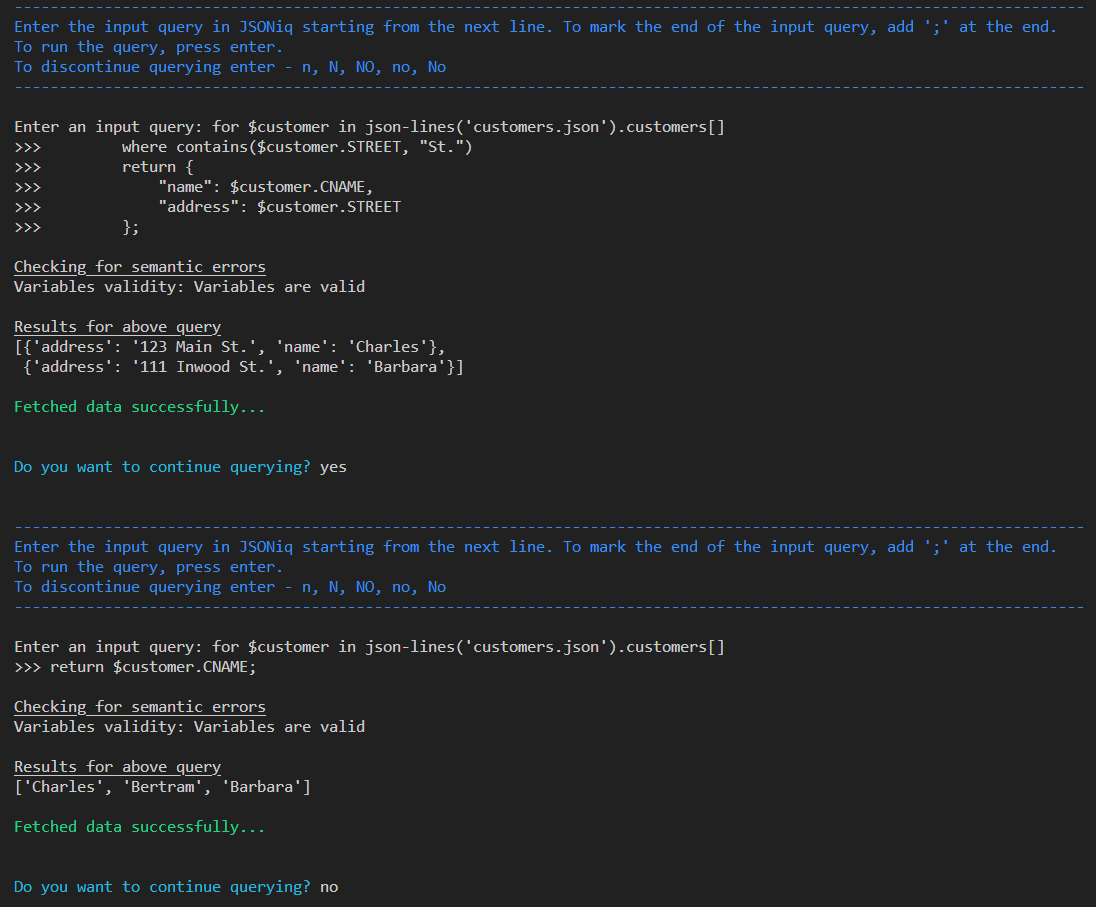 ------------------------------------------------------------------------------------------------------------------------
Enter the input query in JSONiq starting from the next line. To mark the end of the input query, add ';' at the end.
To run the query, press enter.
To discontinue querying enter - n, N, NO, no, No
------------------------------------------------------------------------------------------------------------------------
Enter an input query: for $customer in json-lines('customers.json').customers[]
>>>         where contains($customer.STREET, "St.")
>>>         return {
>>>             "name": $customer.CNAME,
>>>             "address": $customer.STREET
>>>         };
Checking for semantic errors
Variables validity: Variables are valid
Results for above query
[{'address': '123 Main St.', 'name': 'Charles'},
 {'address': '111 Inwood St.', 'name': 'Barbara'}]
Fetched data successfully...
Do you want to continue querying? yes
------------------------------------------------------------------------------------------------------------------------
Enter the input query in JSONiq starting from the next line. To mark the end of the input query, add ';' at the end.
To run the query, press enter.
To discontinue querying enter - n, N, NO, no, No
------------------------------------------------------------------------------------------------------------------------
Enter an input query: for $customer in json-lines('customers.json').customers[]
>>> return $customer.CNAME;
Checking for semantic errors
Variables validity: Variables are valid
Results for above query
['Charles', 'Bertram', 'Barbara']
Fetched data successfully...
Do you want to continue querying? no